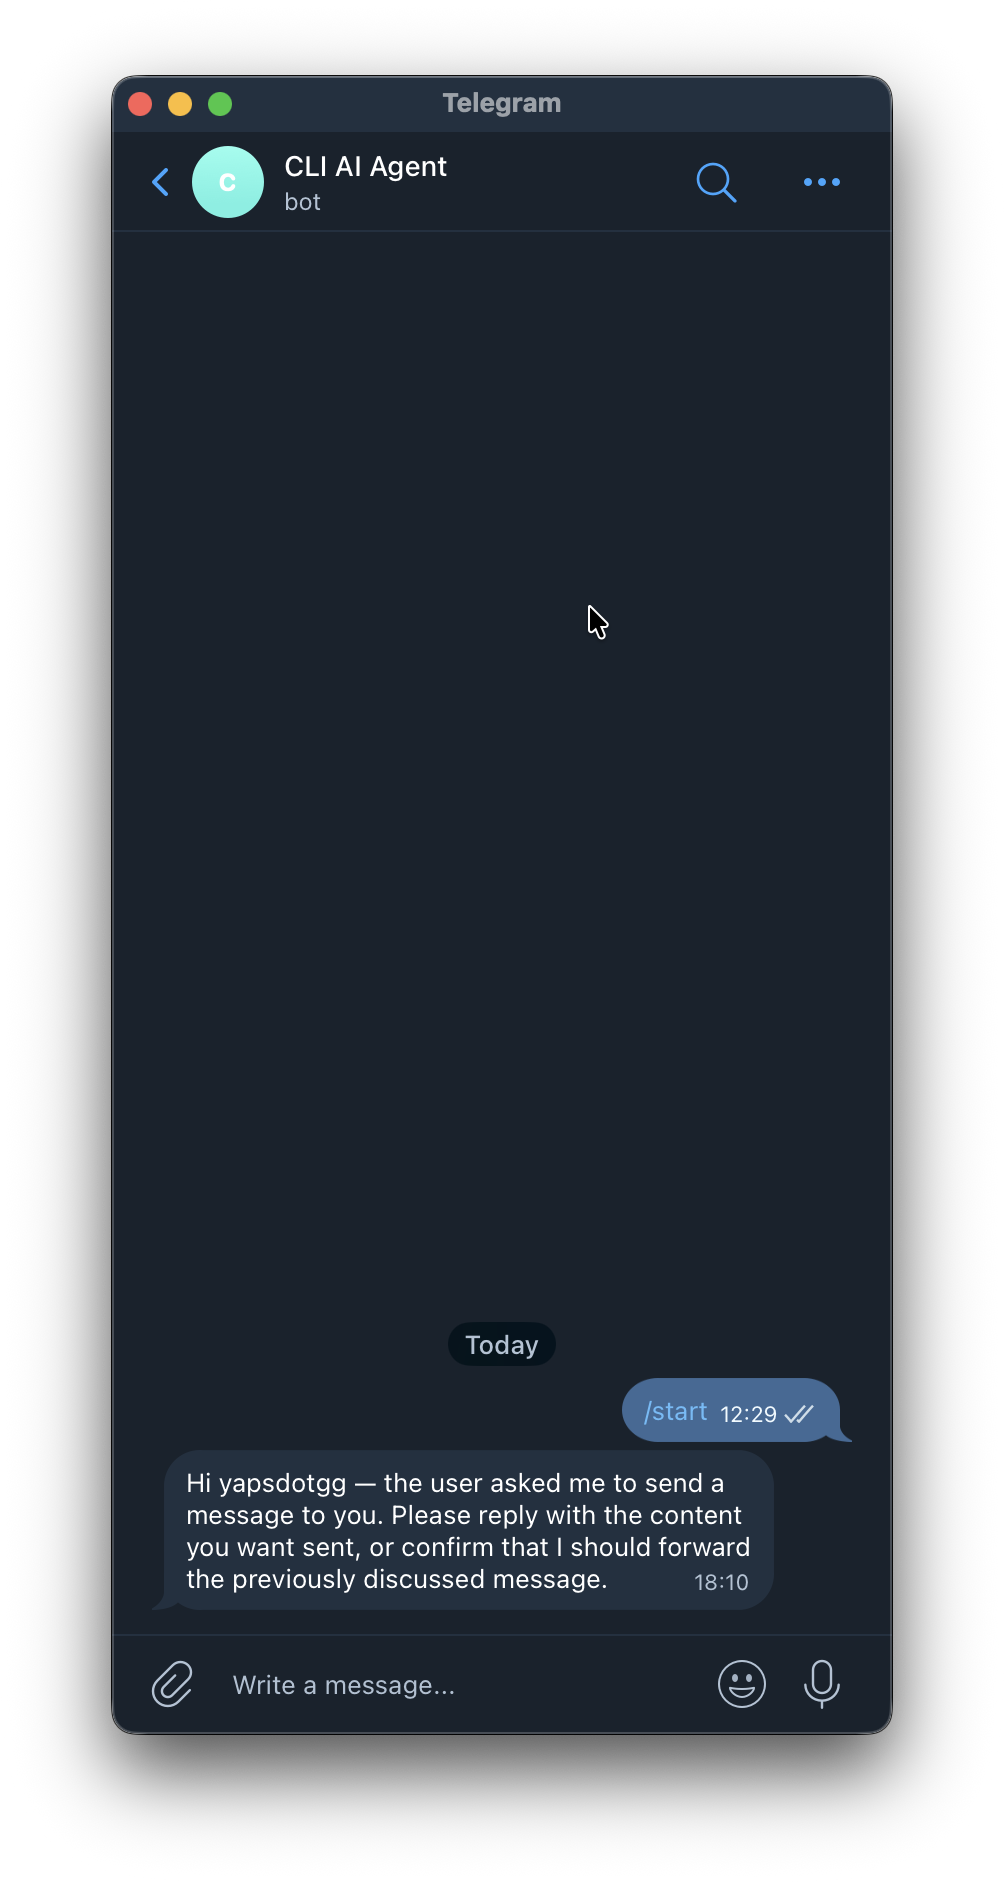 Telegram
C
CLI AI Agent
bot
Today
/start 12:29
Hi yapsdotgg — the user asked me to send a
message to you. Please reply with the content
you want sent, or confirm that I should forward
the previously discussed message. 18:10
Write a message...